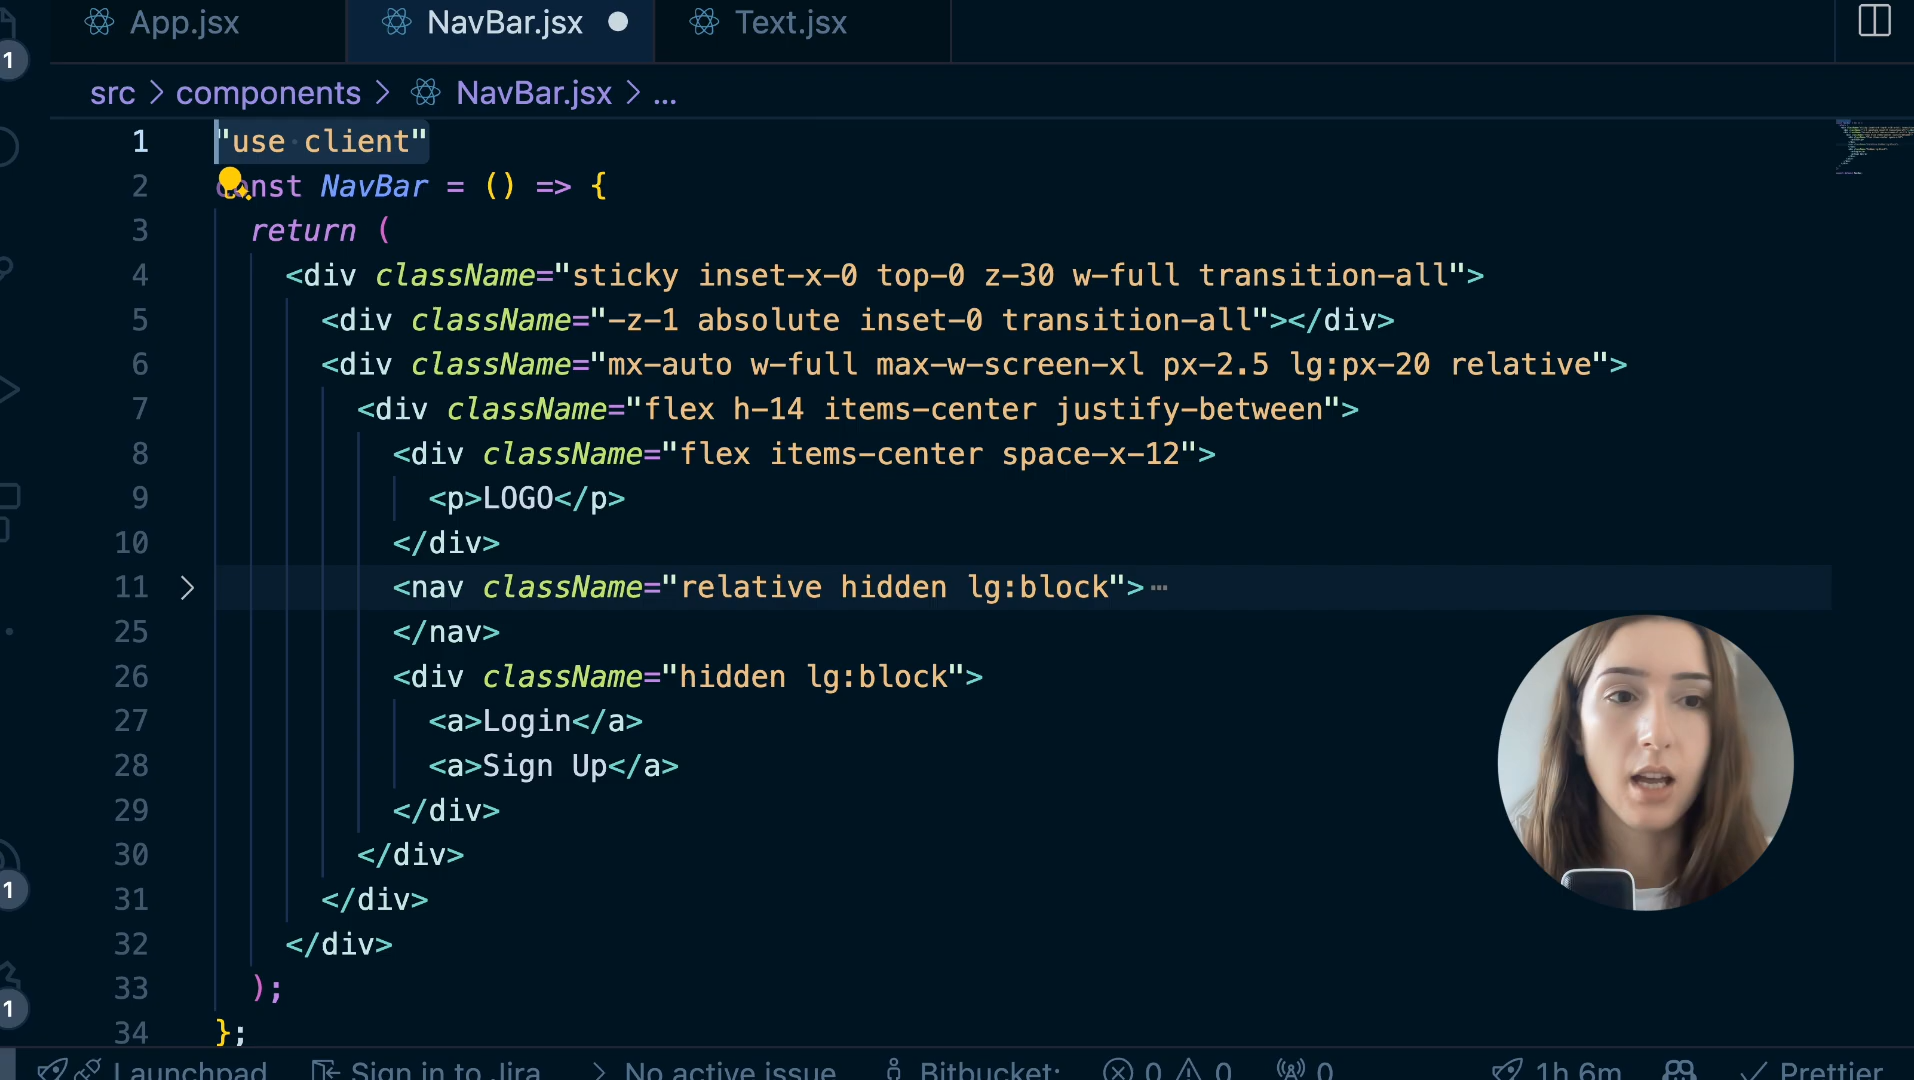 App.jsx
NavBar.jsx
Text.jsx
1
src > components > NavBar.jsx > ...
1 "use client"
2 const NavBar = () => {
3 return (
4 <div className="sticky inset-x-0 top-0 z-30 w-full transition-all">
5 <div className="-z-1 absolute inset-0 transition-all"></div>
6 <div className="mx-auto w-full max-w-screen-xl px-2.5 lg:px-20 relative">
7 <div className="flex h-14 items-center justify-between">
8 <div className="flex items-center space-x-12">
9 <p>LOGO</p>
10 </div>
11 <nav className="relative hidden lg:block"> ⋯
25 </nav>
26 <div className="hidden lg:block">
27 <a>Login</a>
28 <a>Sign Up</a>
29 </div>
30 </div>
31 </div>
32 </div>
33 );
34 };
1
1
Launchpad Sign in to Jira No active issue Bitbucket: 0 0 0 1h 6m Prettier